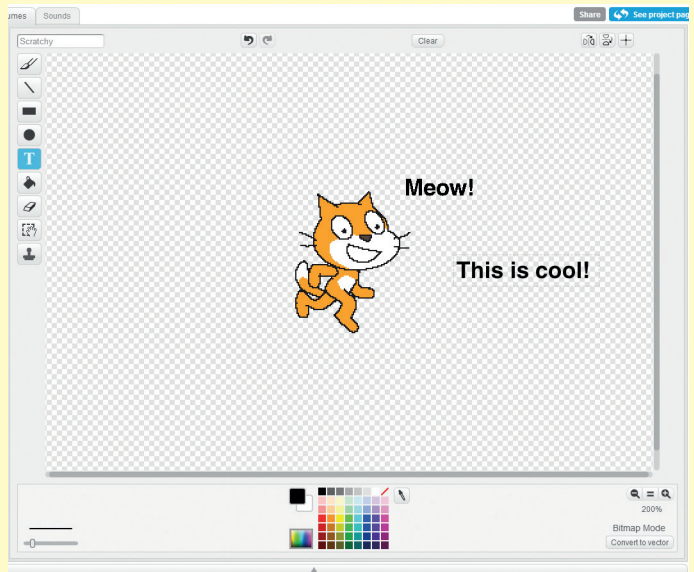 umes Sounds
Share See project pag
Scratchy
Clear
T
Meow!
This is cool!
200%
Bitmap Mode
Convert to vector